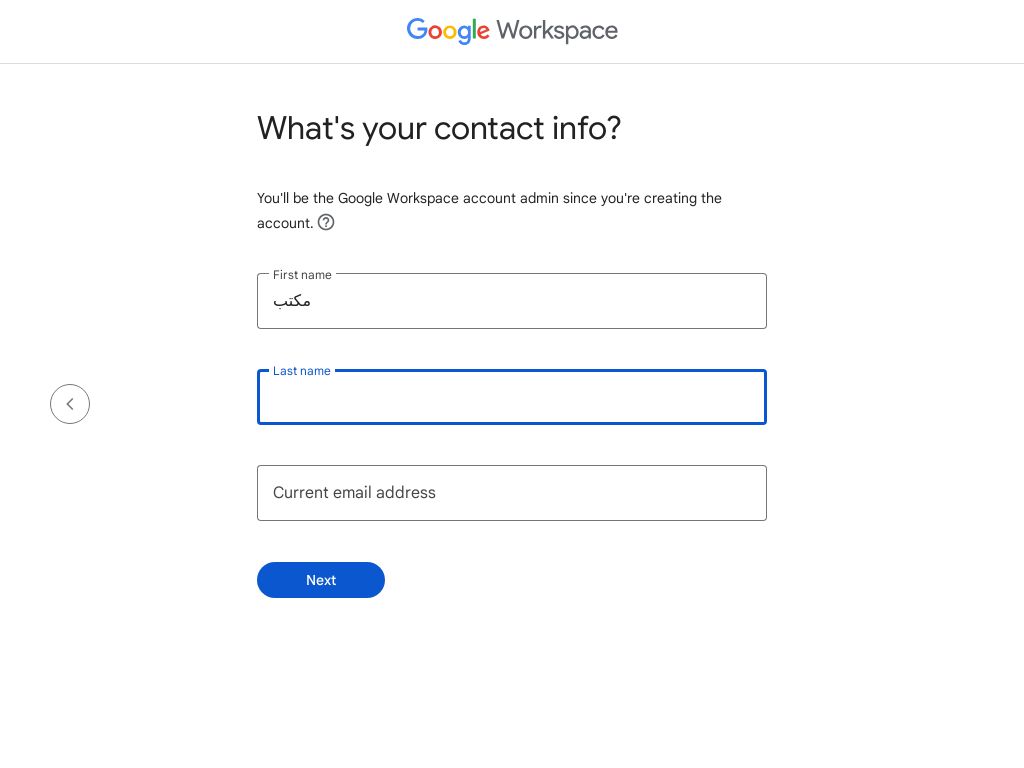 Google Workspace
What's your contact info?
You'll be the Google Workspace account admin since you're creating the
account.
First name
مكتب
Last name
Current email address
Next